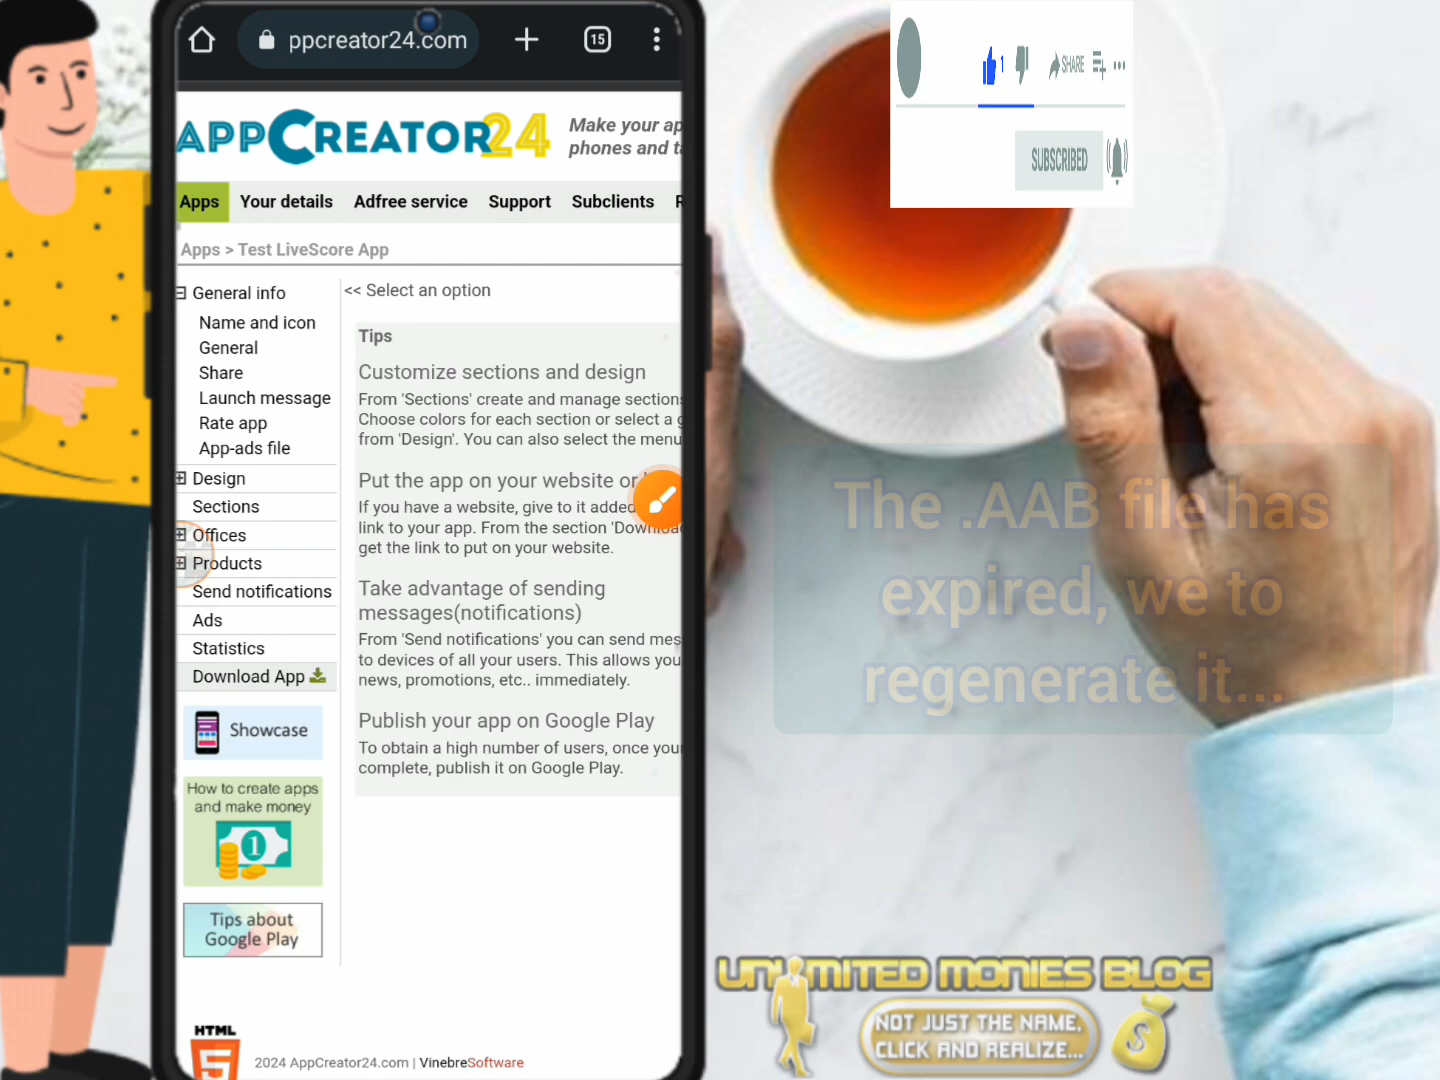 ppcreator24.com
15
APPCREATOR24
Make your ap
phones and ta
Apps Your details Adfree service Support Subclients R
Apps > Test LiveScore App
General info
Name and icon
General
Share
Launch message
Rate app
App-ads file
Design
Sections
Offices
Products
Send notifications
Ads
Statistics
Download App
Showcase
How to create apps
and make money
1
Tips about
Google Play
<< Select an option
Tips
Customize sections and design
From 'Sections' create and manage sections
Choose colors for each section or select a g
from 'Design'. You can also select the menu
Put the app on your website or
If you have a website, give to it added
link to your app. From the section 'Download
get the link to put on your website.
Take advantage of sending
messages(notifications)
From 'Send notifications' you can send mes
to devices of all your users. This allows you
news, promotions, etc.. immediately.
Publish your app on Google Play
To obtain a high number of users, once your
complete, publish it on Google Play.
HTML
5
2024 AppCreator24.com | VinebreSoftware
1 SHARE
SUBSCRIBED
The .AAB file has
expired, we to
regenerate it...
UNLIMITED MONIES BLOG
NOT JUST THE NAME,
CLICK AND REALIZE...
$